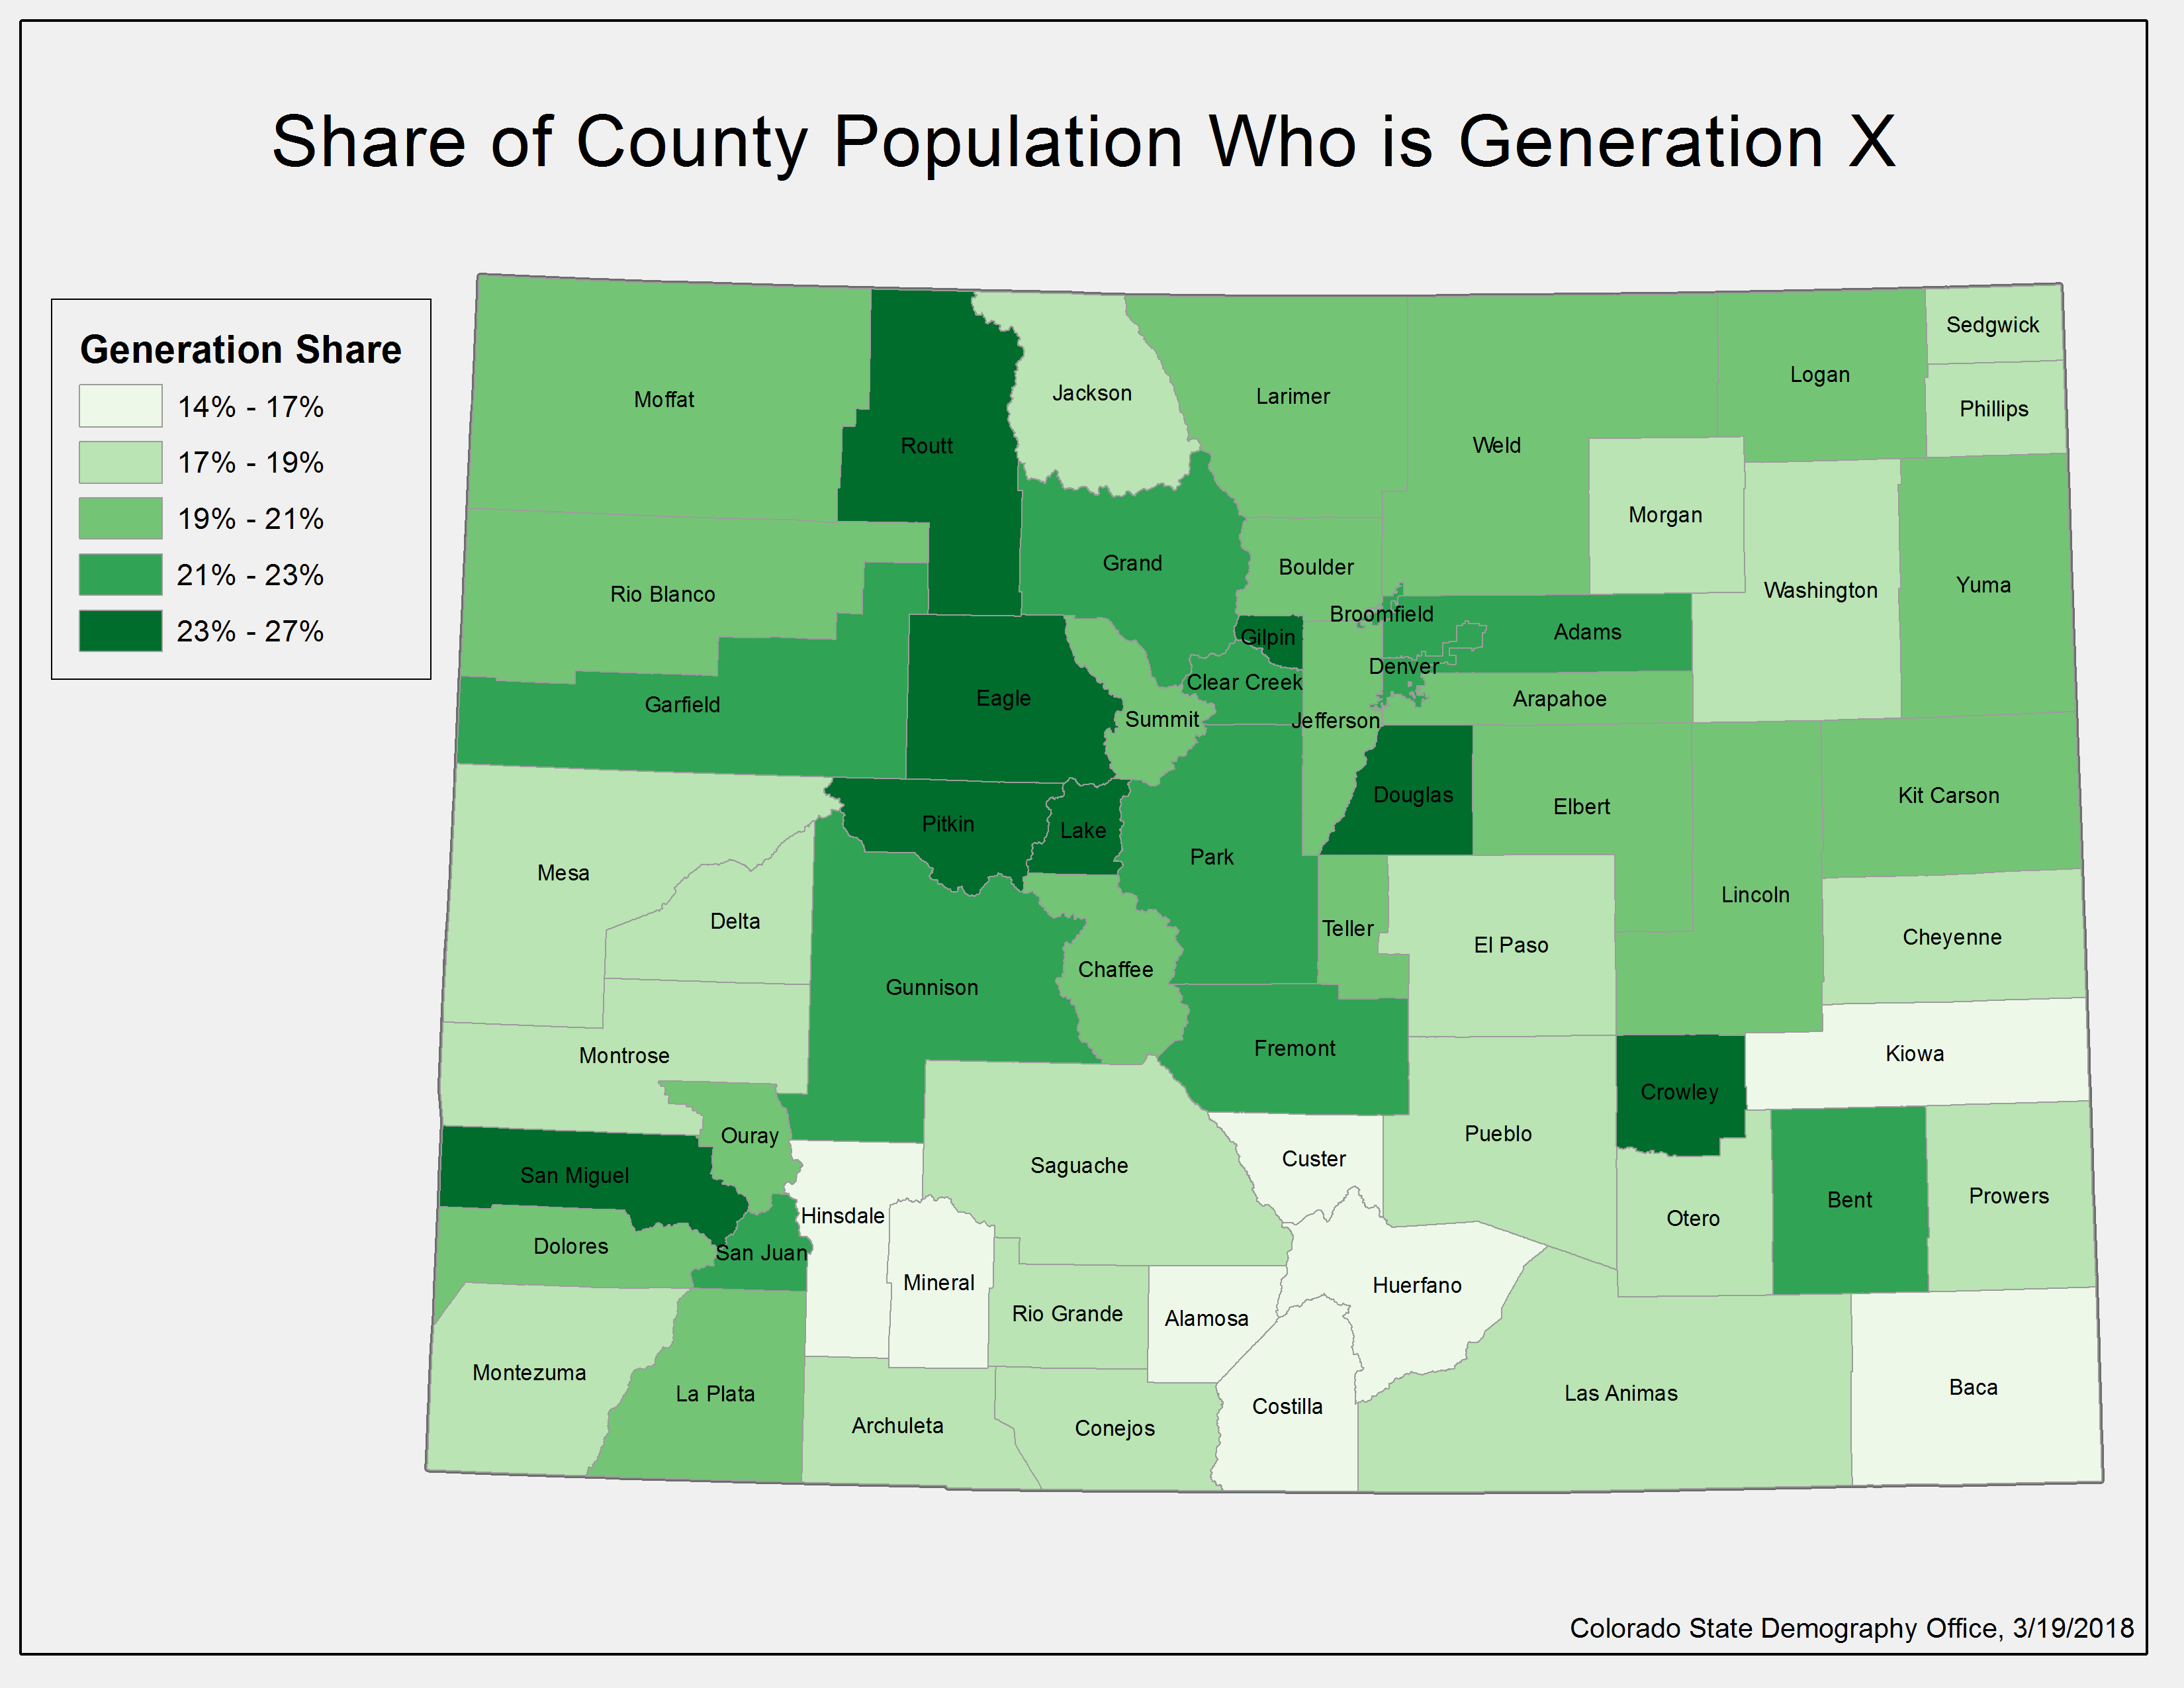 Share of County Population Who is Generation X
Generation Share
14% - 17%
17% - 19%
19% - 21%
21% - 23%
23% - 27%
Sedgwick
Logan
Jackson
Larimer
Moffat
Phillips
Routt
Weld
Morgan
Grand
Boulder
Yuma
Washington
Rio Blanco
Broomfield
Adams
Gilpin
Denver
Clear Creek
Eagle
Arapahoe
Garfield
Summit
Jefferson
Douglas
Kit Carson
Elbert
Pitkin
Lake
Park
Mesa
Lincoln
Delta
Teller
Cheyenne
El Paso
Chaffee
Gunnison
Fremont
Kiowa
Montrose
Crowley
Pueblo
Ouray
Custer
Saguache
San Miguel
Prowers
Bent
Hinsdale
Otero
Dolores
San Juan
Mineral
Huerfano
Rio Grande
Alamosa
Montezuma
Baca
La Plata
Las Animas
Costilla
Archuleta
Conejos
Colorado State Demography Office, 3/19/2018